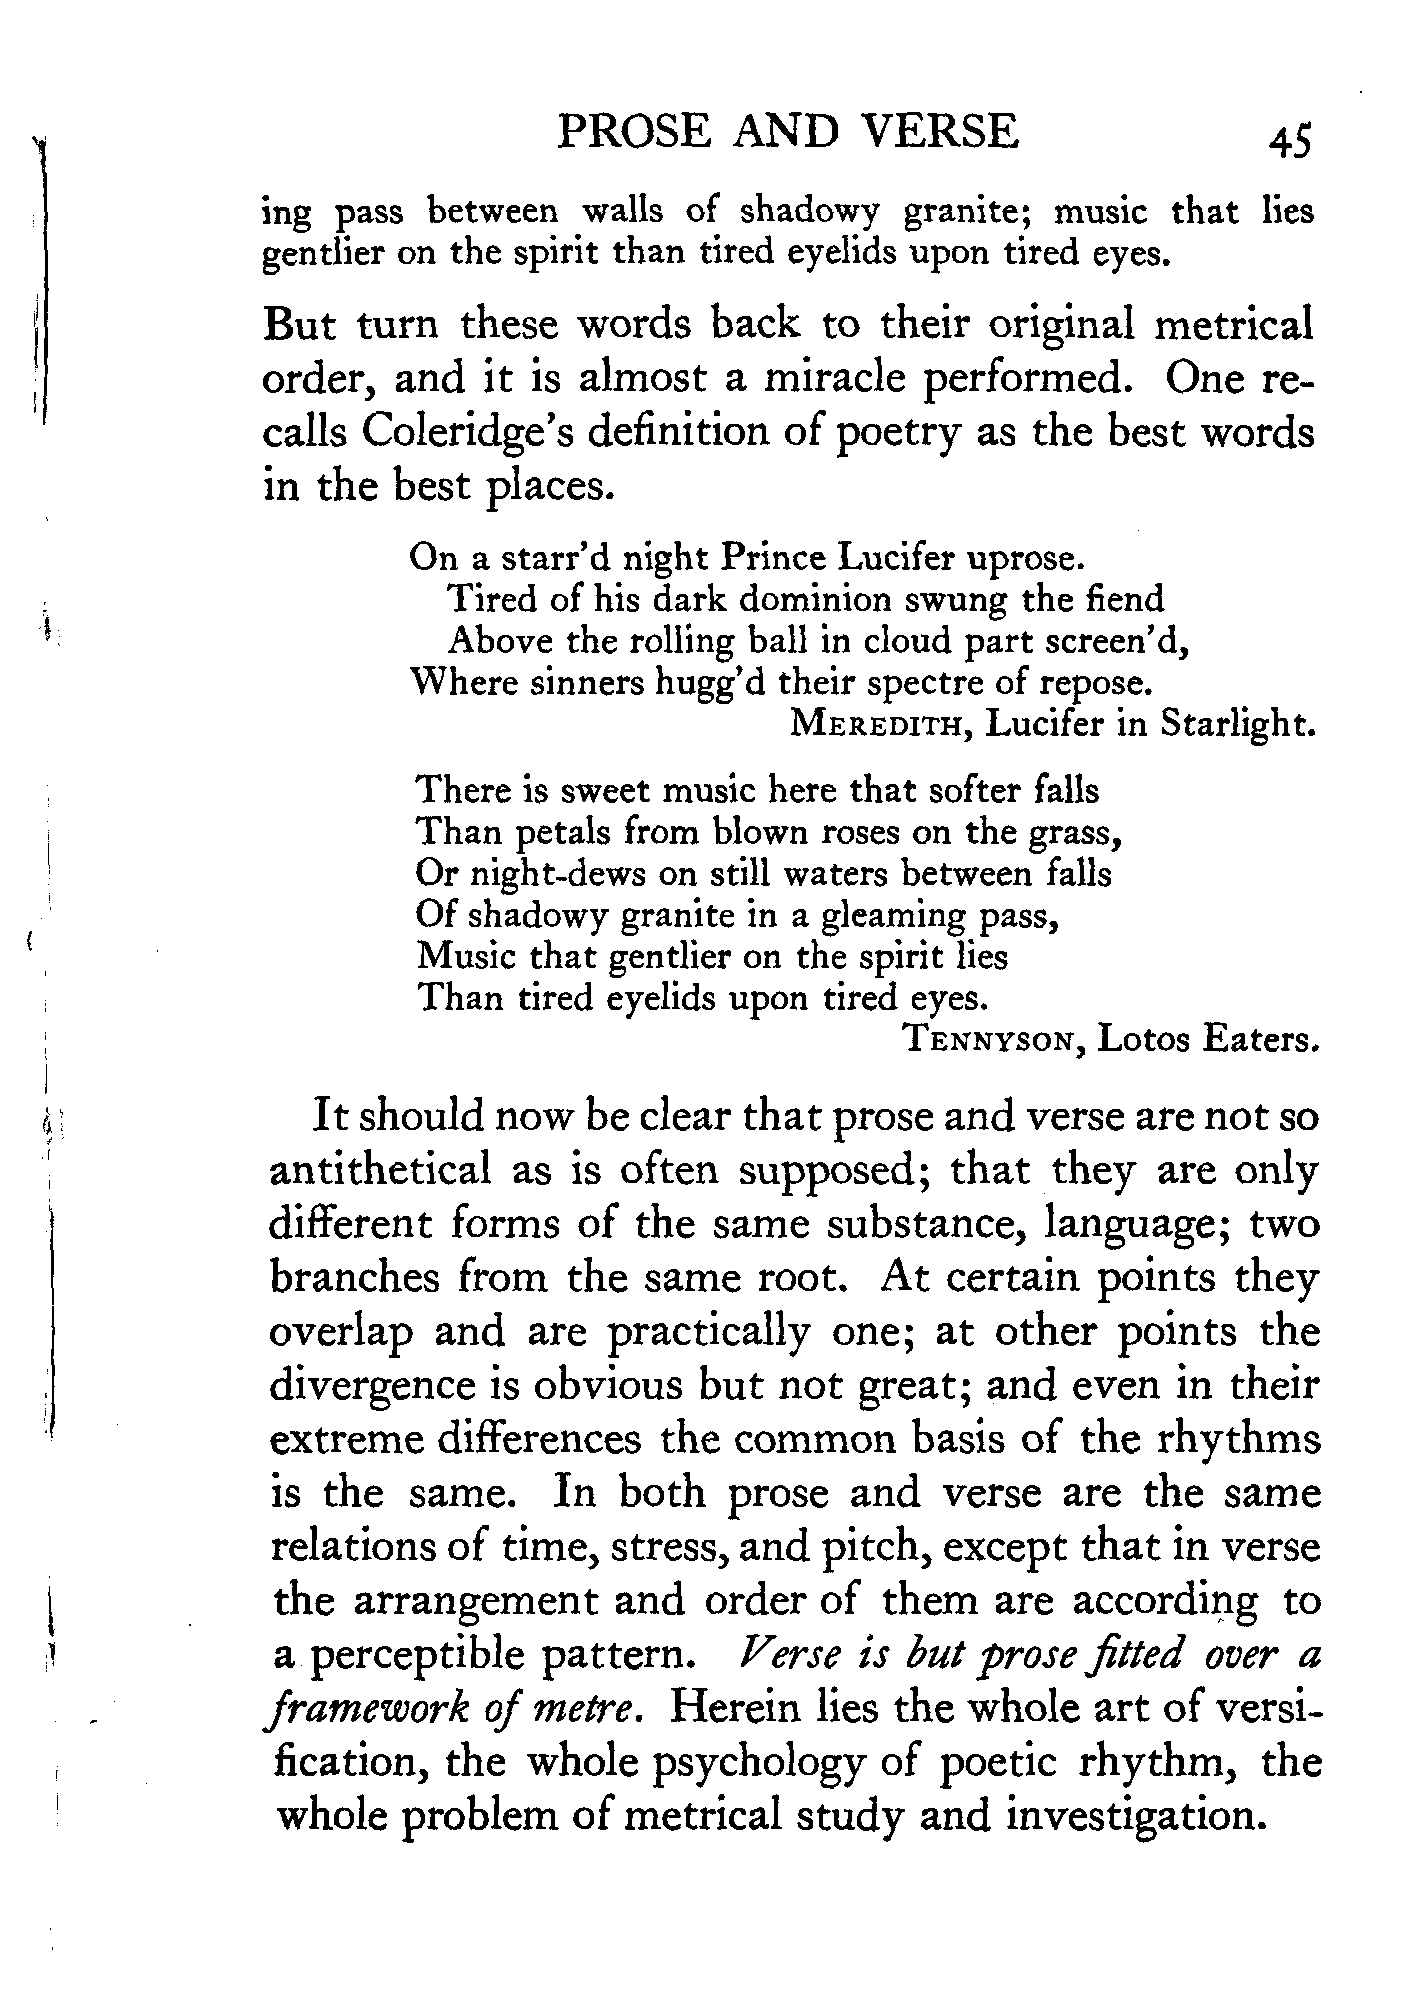 PROSE AND VERSE 45
ing pass between walls of shadowy granite; music that lies
gentlier on the spirit than tired eyelids upon tired eyes.
But turn these words back to their original metrical
order, and it is almost a miracle performed. One re-
calls Coleridge's definition of poetry as the best words
in the best places.
On a starr'd night Prince Lucifer uprose.
Tired of his dark dominion swung the fiend
Above the rolling ball in cloud part screen'd,
Where sinners hugg'd their spectre of repose.
MEREDITH, Lucifer in Starlight.
There is sweet music here that softer falls
Than petals from blown roses on the grass,
Or night-dews on still waters between falls
Of shadowy granite in a gleaming pass,
Music that gentlier on the spirit lies
Than tired eyelids upon tired eyes.
TENNYSON, Lotos Eaters.
It should now be clear that prose and verse are not so
antithetical as is often supposed; that they are only
different forms of the same substance, language; two
branches from the same root. At certain points they
overlap and are practically one; at other points the
divergence is obvious but not great; and even in their
extreme differences the common basis of the rhythms
is the same. In both prose and verse are the same
relations of time, stress, and pitch, except that in verse
the arrangement and order of them are according to
a perceptible pattern. Verse is but prose fitted over a
framework of metre. Herein lies the whole art of versi-
fication, the whole psychology of poetic rhythm, the
whole problem of metrical study and investigation.